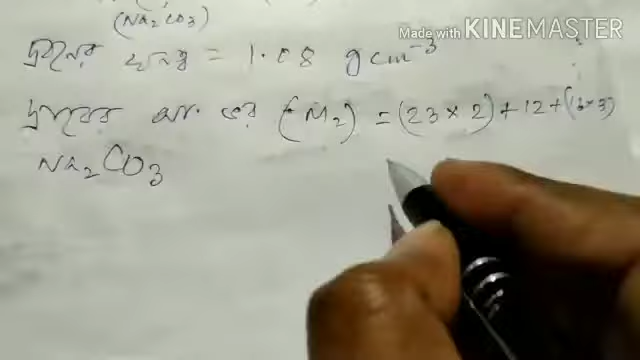 Made with KINEMASTER
(Na2CO3)
দ্রবণের ঘনত্ব = 1.08 g cm⁻³
দ্রবের আঃ ভর (M₂) = (23 × 2) + 12 + (16 × 3)
Na₂CO₃